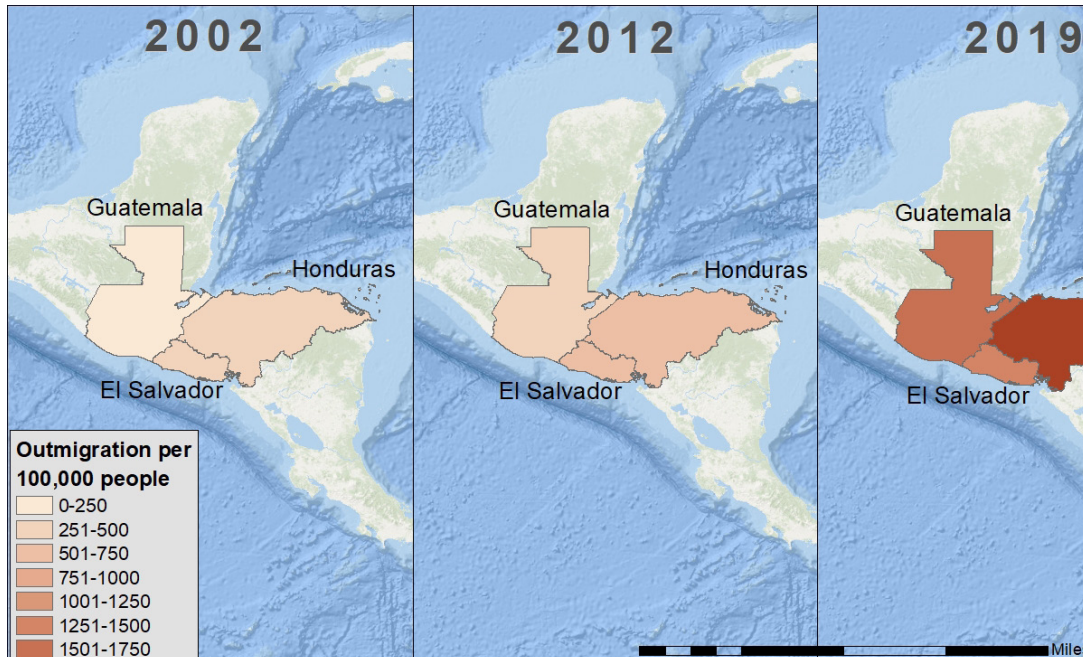 2002
2012
2019
Guatemala
Honduras
El Salvador
Guatemala
Honduras
El Salvador
Guatemala
El Salvador
Outmigration per
100,000 people
0-250
251-500
501-750
751-1000
1001-1250
1251-1500
1501-1750
Mile